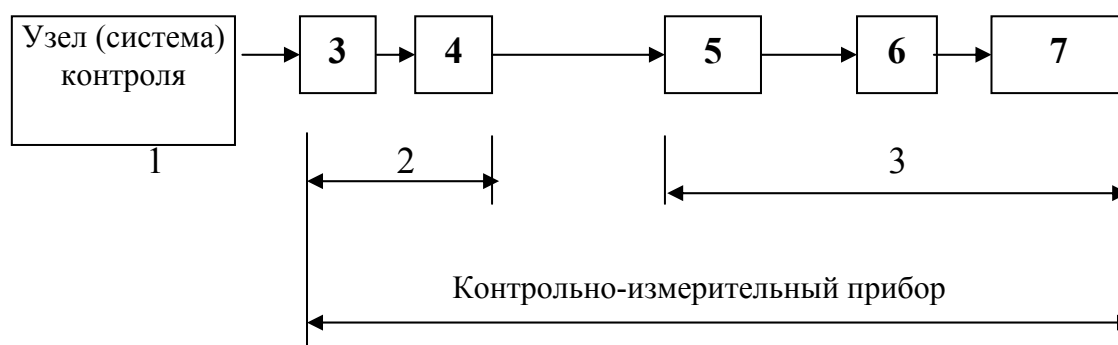 Узел (система)
контроля
3 4 5 6 7
1 2 3
Контрольно-измерительный прибор